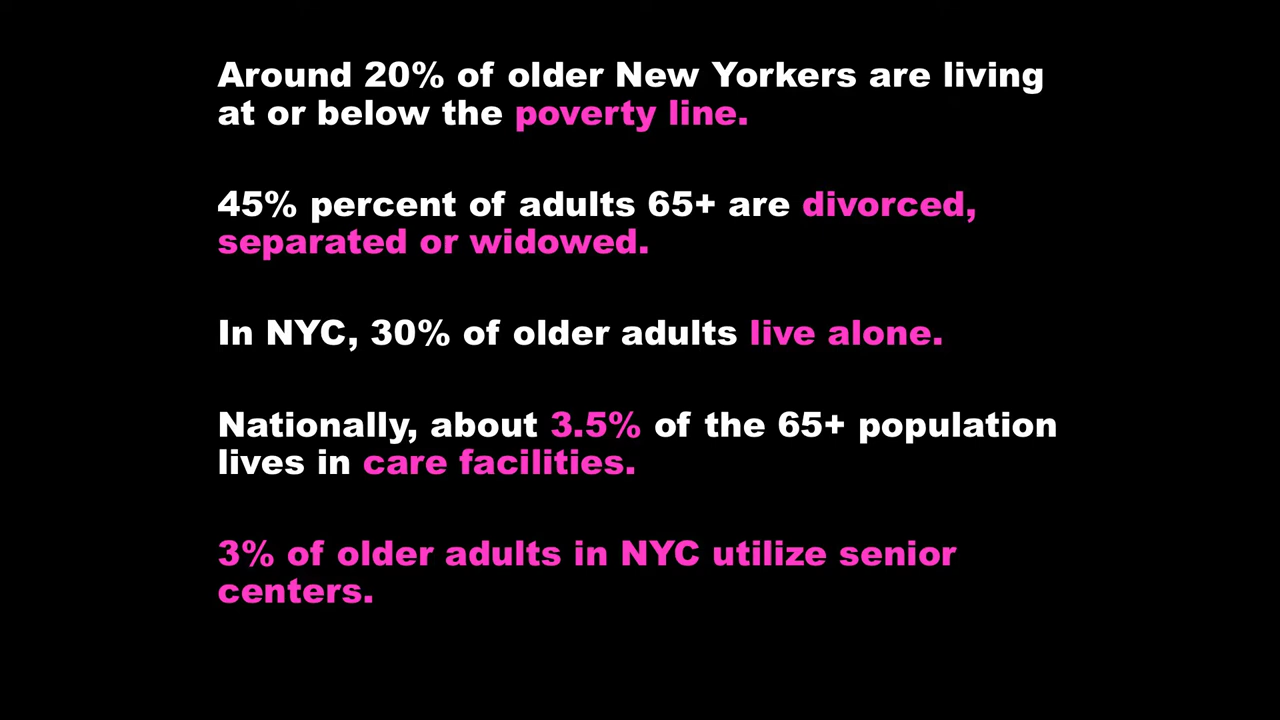 Around 20% of older New Yorkers are living
at or below the poverty line.
45% percent of adults 65+ are divorced,
separated or widowed.
In NYC, 30% of older adults live alone.
Nationally, about 3.5% of the 65+ population
lives in care facilities.
3% of older adults in NYC utilize senior
centers.